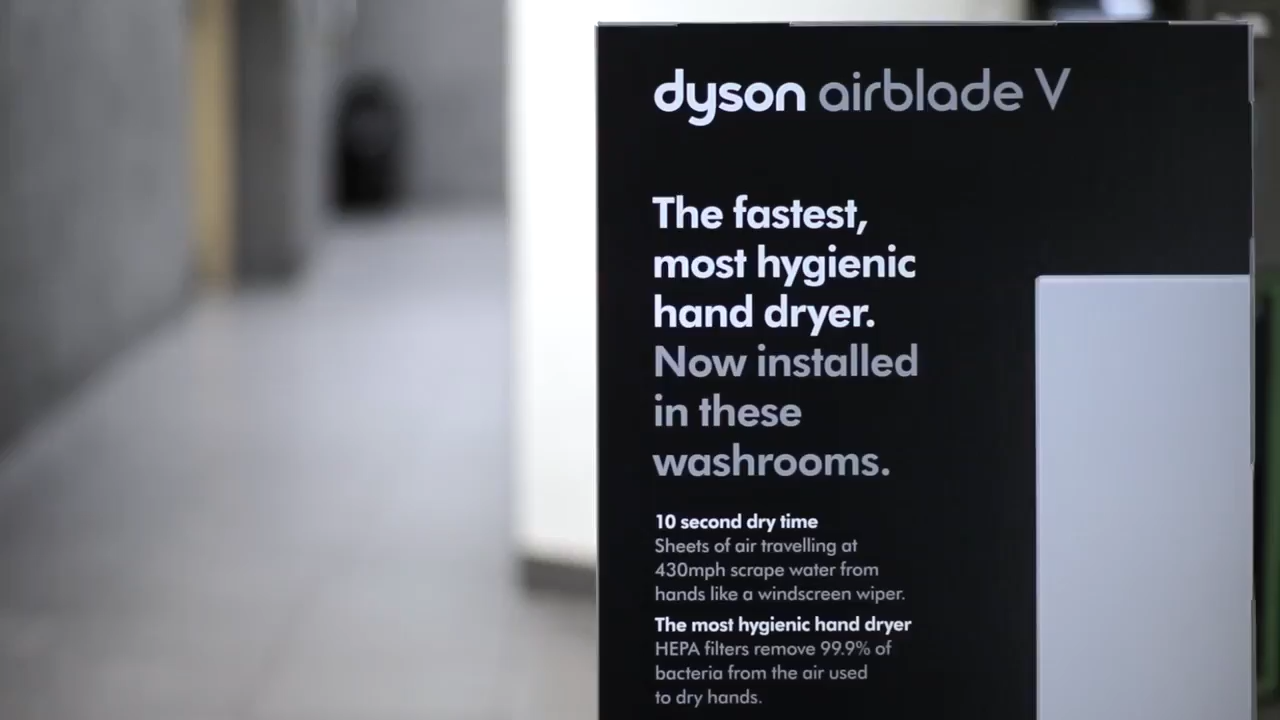 dyson airblade V
The fastest,
most hygienic
hand dryer.
Now installed
in these
washrooms.
10 second dry time
Sheets of air travelling at
430mph scrape water from
hands like a windscreen wiper.
The most hygienic hand dryer
HEPA filters remove 99.9% of
bacteria from the air used
to dry hands.